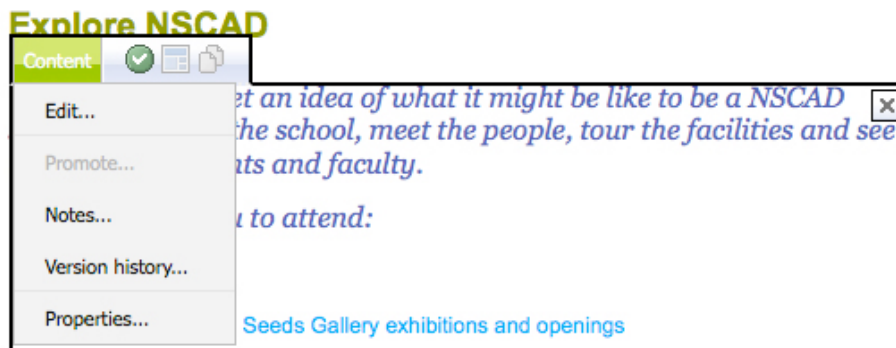 Explore NSCAD
Content
et an idea of what it might be like to be a NSCAD
Edit...
the school, meet the people, tour the facilities and see
Promote...
nts and faculty.
Notes...
to attend:
Version history...
Properties...
Seeds Gallery exhibitions and openings